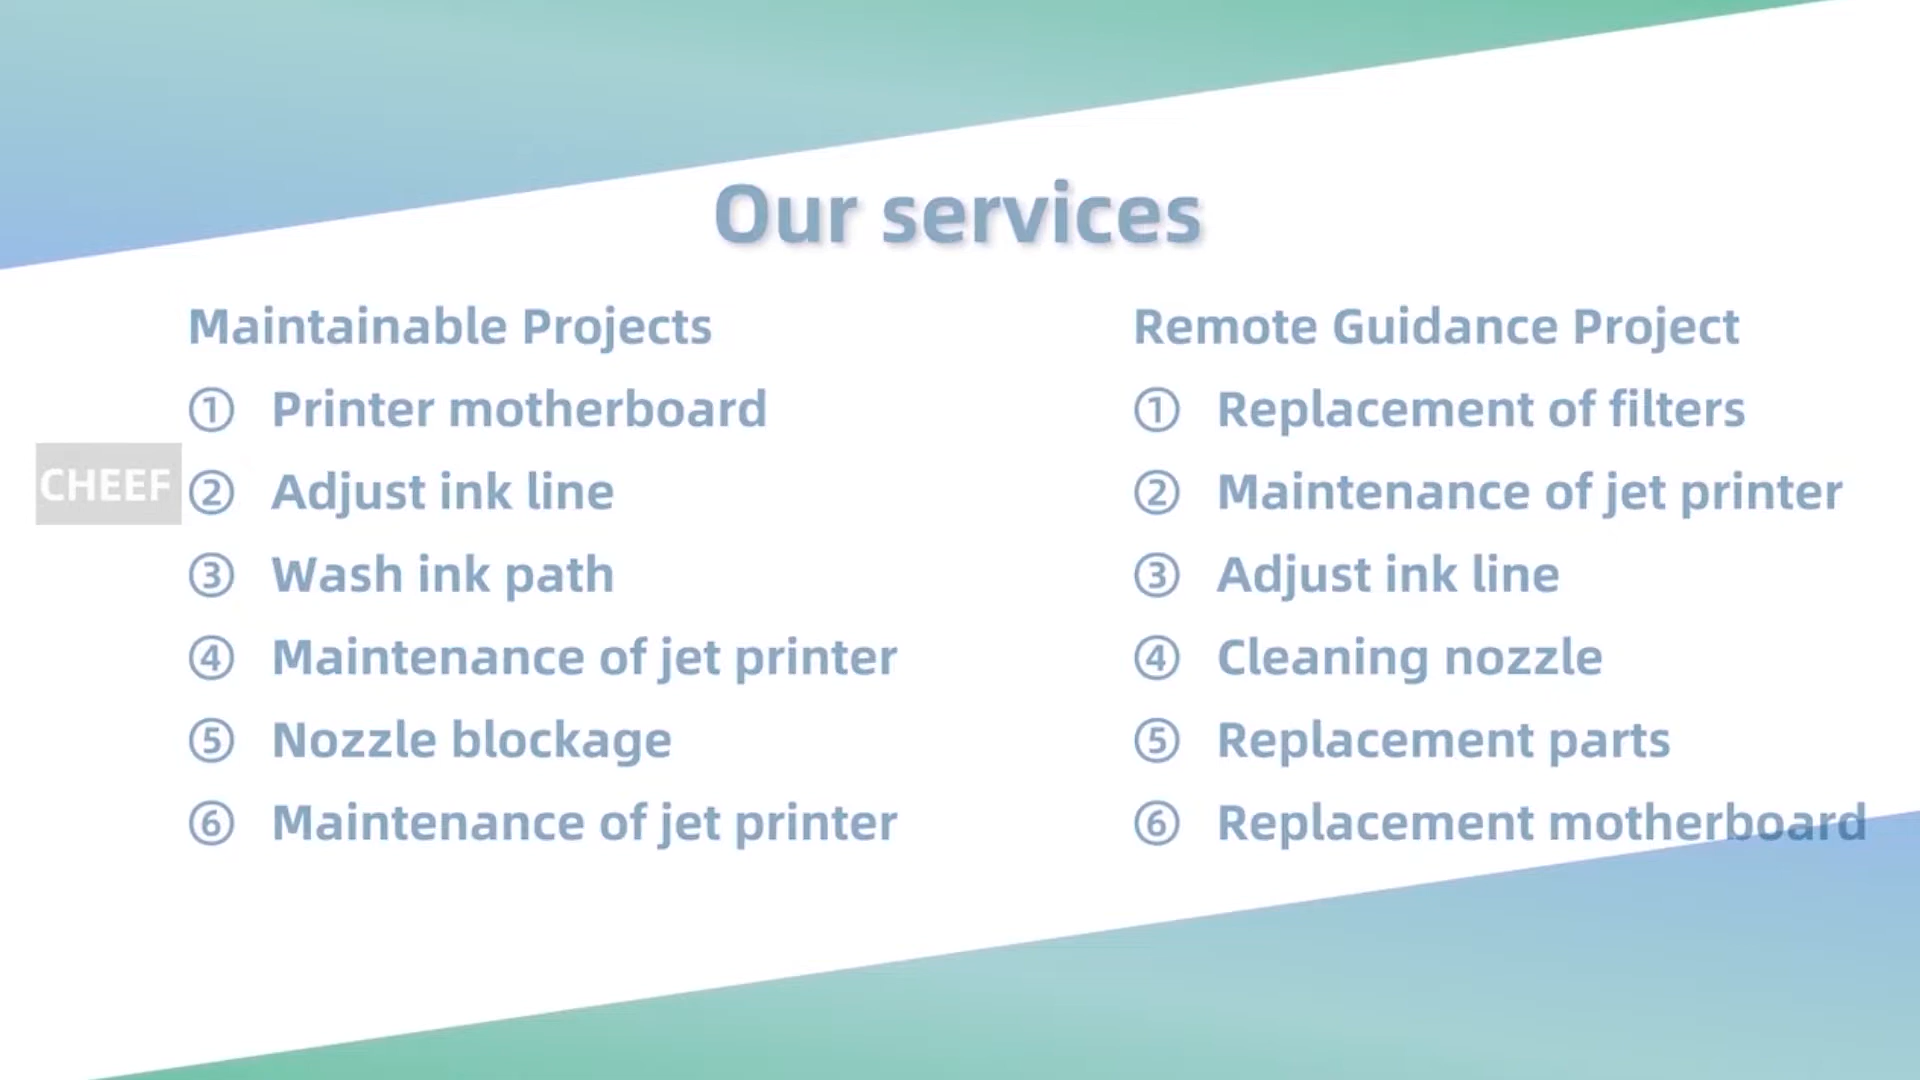 Our services
Maintainable Projects
① Printer motherboard
② Adjust ink line
③ Wash ink path
④ Maintenance of jet printer
⑤ Nozzle blockage
⑥ Maintenance of jet printer
Remote Guidance Project
① Replacement of filters
② Maintenance of jet printer
③ Adjust ink line
④ Cleaning nozzle
⑤ Replacement parts
⑥ Replacement motherboard
CHEEF